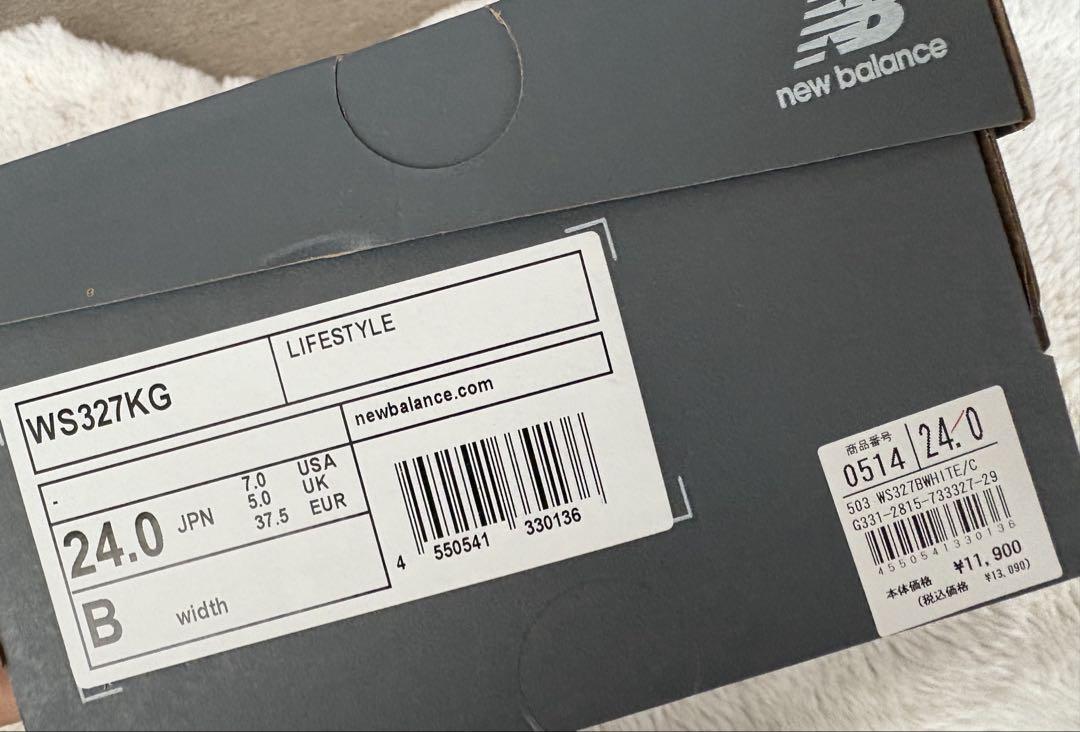 NB
new balance
WS327KG
LIFESTYLE
newbalance.com
-
24.0 JPN
7.0 USA
5.0 UK
37.5 EUR
B width
4 550541 330136
商品番号
0514 24.0
503 WS327BWHITE/C
G331-2815-733327-29
4550541330136
本体価格 ¥11,900
(税込価格 ¥13,090)